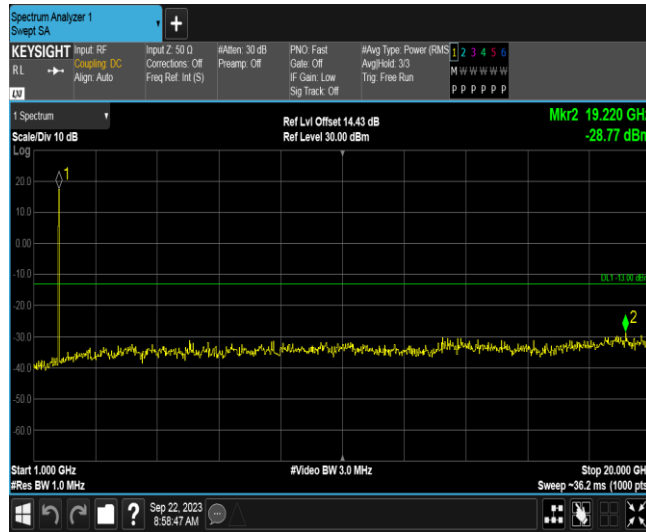 Spectrum Analyzer 1
Swept SA
+
KEYSIGHT
RL
LXI
Input: RF
Coupling: DC
Align: Auto
Input Z: 50 Ω
Corrections: Off
Freq Ref: Int (S)
#Atten: 30 dB
Preamp: Off
PNO: Fast
Gate: Off
IF Gain: Low
Sig Track: Off
#Avg Type: Power (RMS
Avg|Hold: 3/3
Trig: Free Run
1 2 3 4 5 6
M W W W W W
P P P P P P
1 Spectrum
Scale/Div 10 dB
Log
Ref Lvl Offset 14.43 dB
Ref Level 30.00 dBm
Mkr2 19.220 GHz
-28.77 dBm
1
20.0
10.0
0.00
-10.0
DL1 -13.00 dBm
-20.0
2
-30.0
-40.0
-50.0
-60.0
Start 1.000 GHz
#Res BW 1.0 MHz
#Video BW 3.0 MHz
Stop 20.000 GHz
Sweep ~36.2 ms (1000 pts)
?
Sep 22, 2023
8:58:47 AM